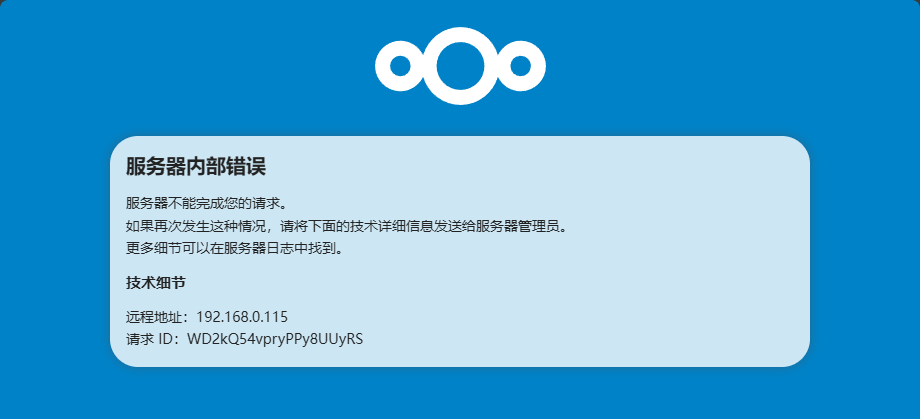 服务器内部错误
服务器不能完成您的请求。
如果再次发生这种情况，请将下面的技术详细信息发送给服务器管理员。
更多细节可以在服务器日志中找到。
技术细节
远程地址：192.168.0.115
请求 ID：WD2kQ54vpryPPy8UUyRS